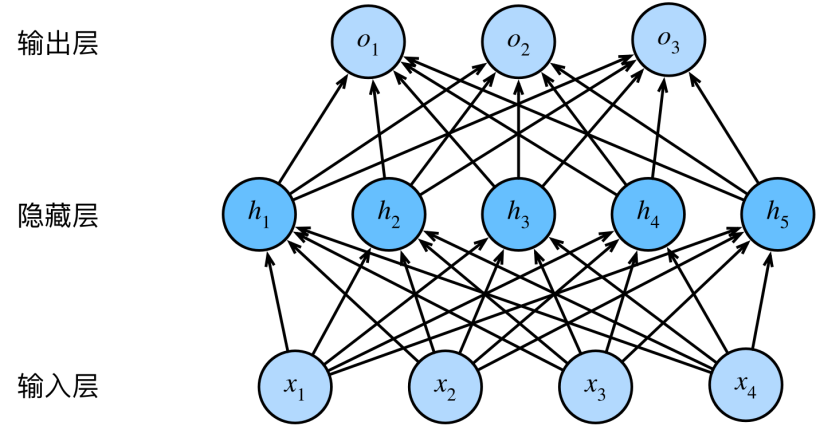 输出层 o1 o2 o3
隐藏层 h1 h2 h3 h4 h5
输入层 x1 x2 x3 x4